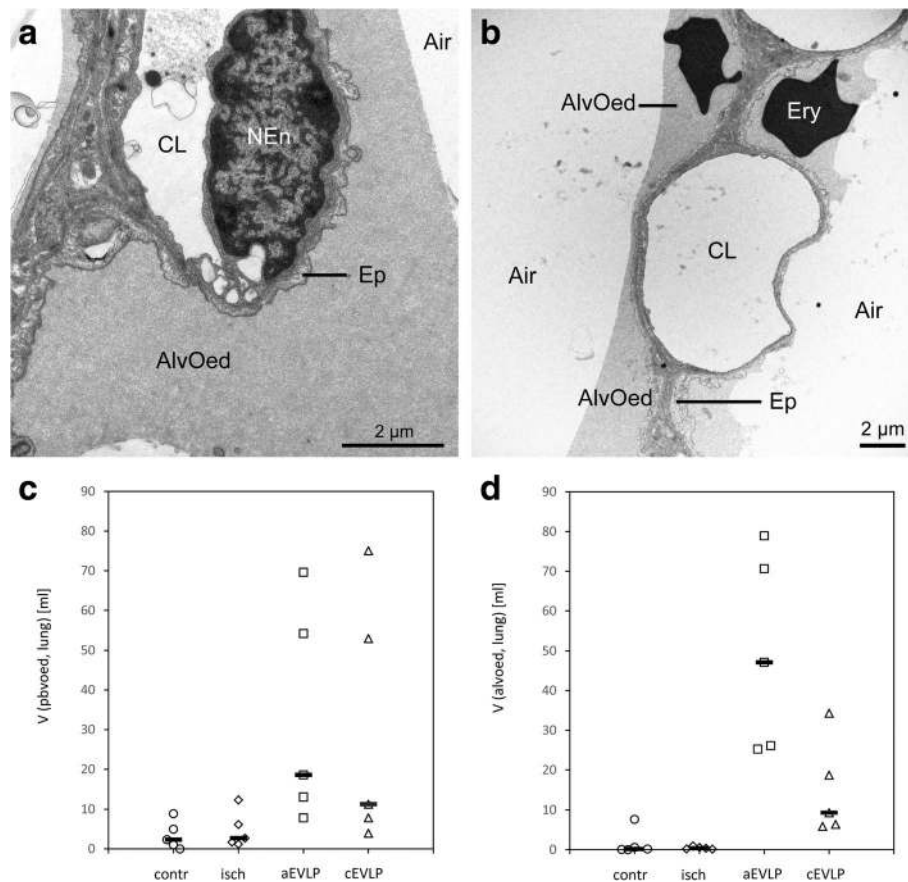 a
Air
NEn
CL
Ep
AlvOed
2 µm
b
AlvOed
Ery
CL
Air
Air
AlvOed
Ep
2 µm
c
V (pbvoed, lung) [ml]
90
80
70
60
50
40
30
20
10
0
contr isch aEVLP cEVLP
d
V (alvoed, lung) [ml]
90
80
70
60
50
40
30
20
10
0
contr isch aEVLP cEVLP